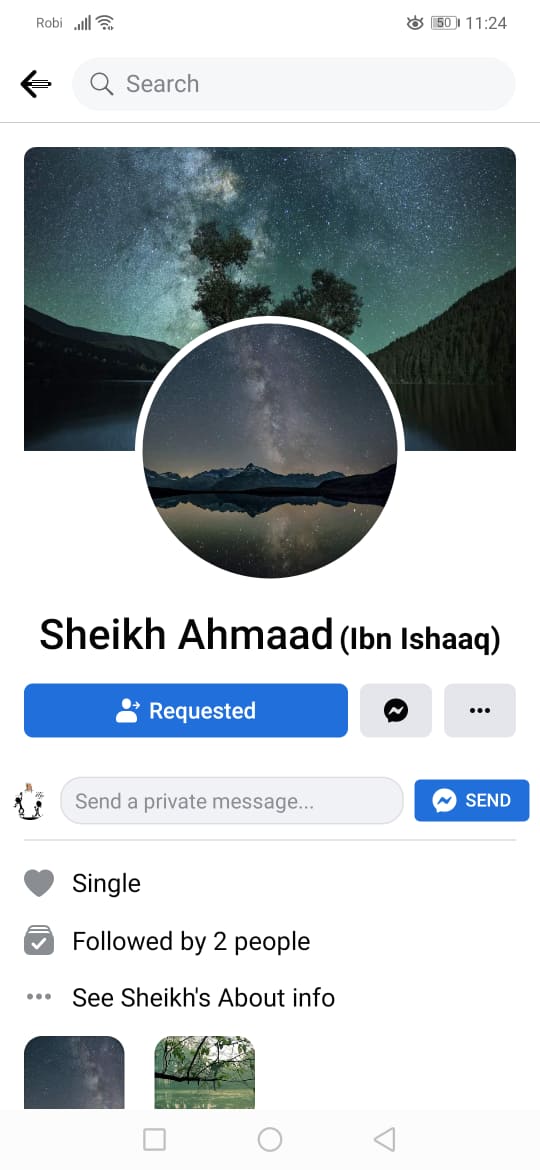 Robi 50 11:24
Search
Sheikh Ahmaad (Ibn Ishaaq)
Requested
Send a private message... SEND
Single
Followed by 2 people
See Sheikh's About info